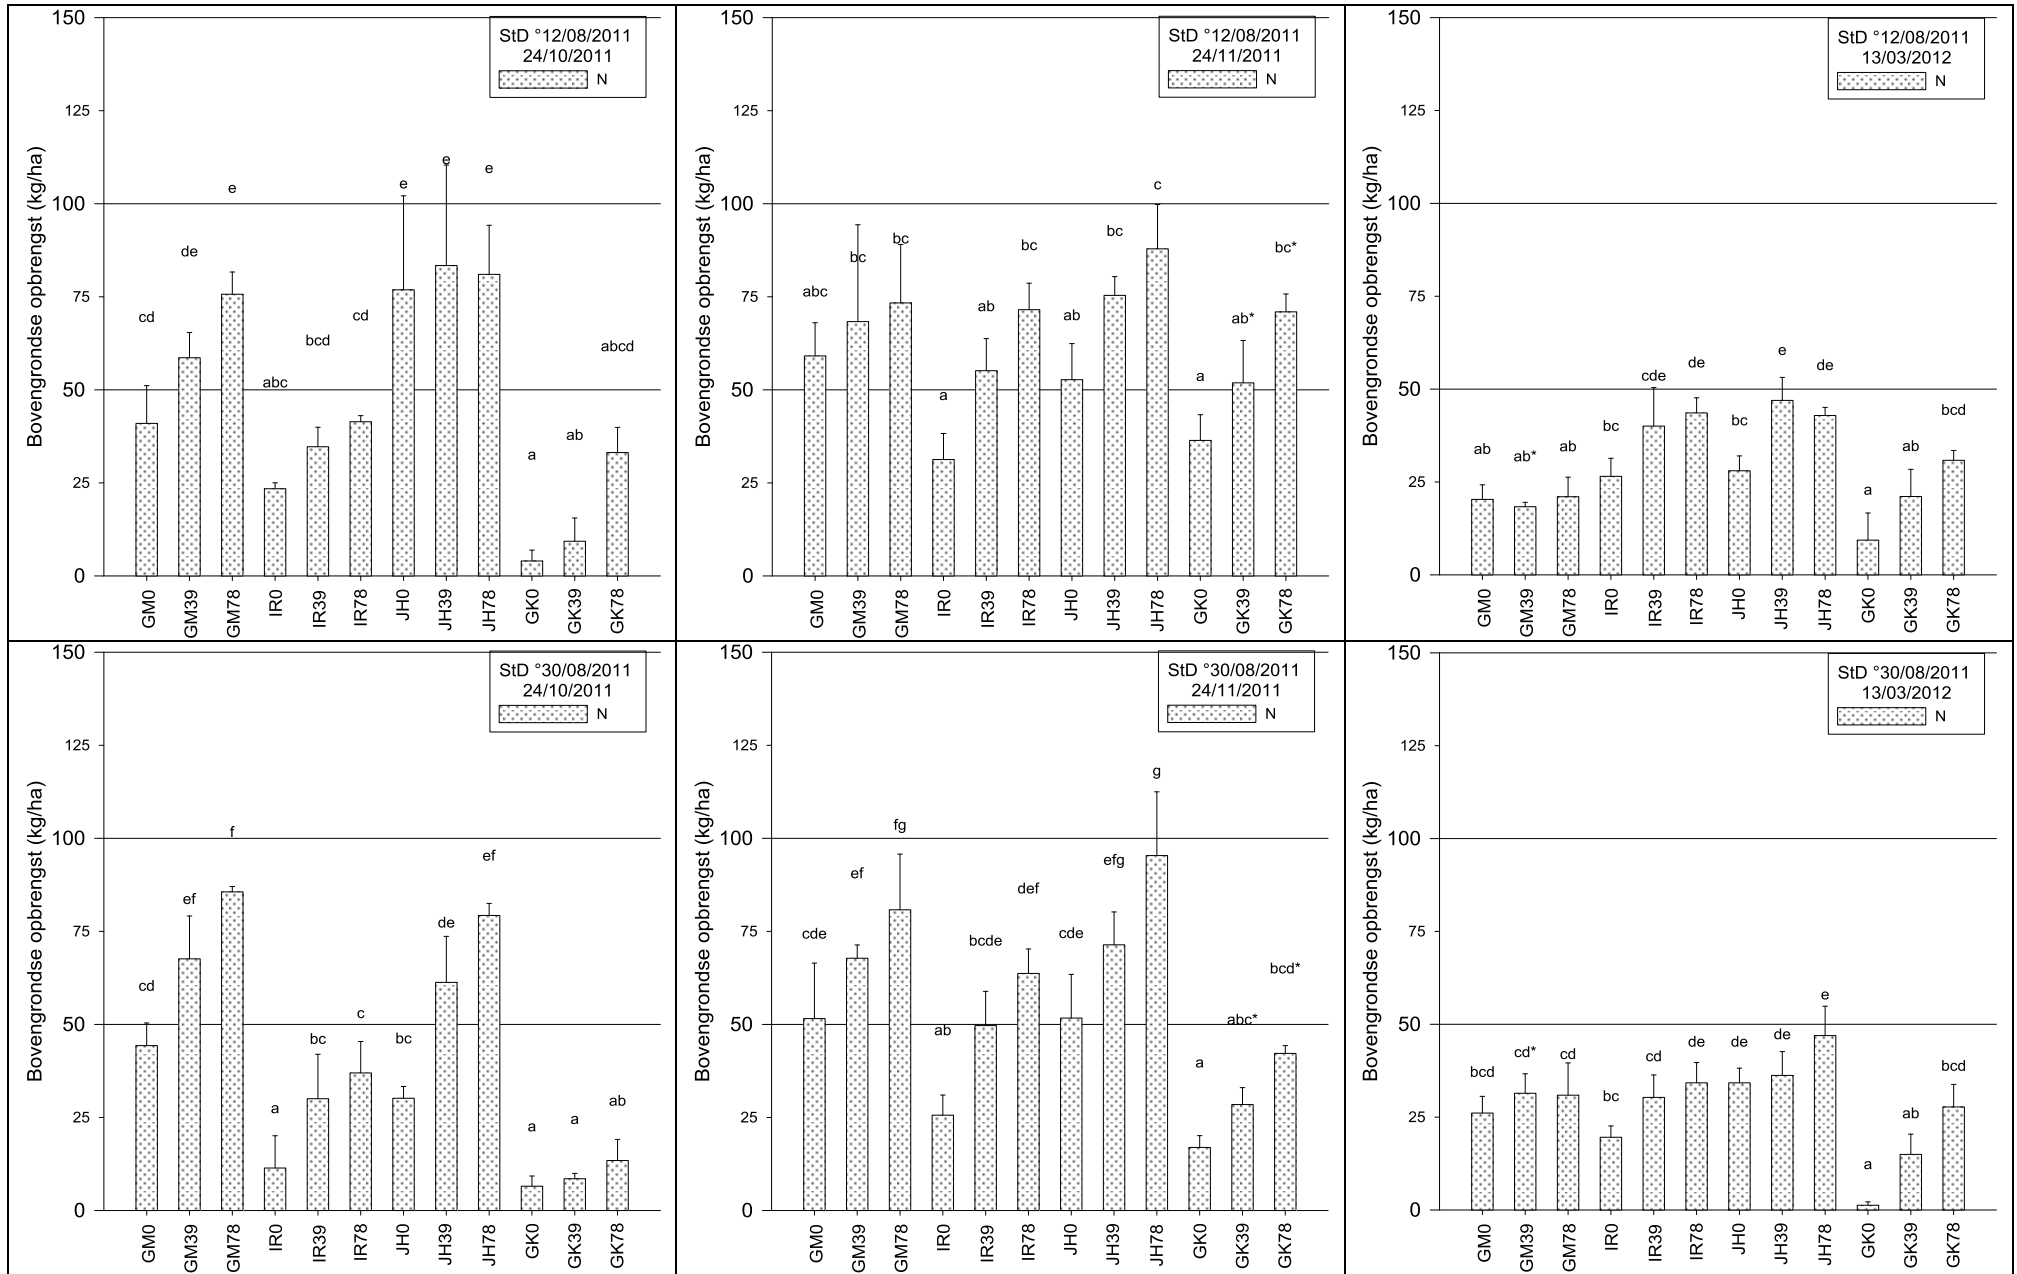 StD °12/08/2011
24/10/2011
N
Bovengrondse opbrengst (kg/ha)
150
125
100
75
50
25
0
cd
de
e
abc
bcd
cd
e
e
e
a
ab
abcd
GM0
GM39
GM78
IR0
IR39
IR78
JH0
JH39
JH78
GK0
GK39
GK78
StD °12/08/2011
24/11/2011
N
Bovengrondse opbrengst (kg/ha)
150
125
100
75
50
25
0
abc
bc
bc
a
ab
bc
ab
bc
c
a
ab*
bc*
GM0
GM39
GM78
IR0
IR39
IR78
JH0
JH39
JH78
GK0
GK39
GK78
StD °12/08/2011
13/03/2012
N
Bovengrondse opbrengst (kg/ha)
150
125
100
75
50
25
0
ab
ab*
ab
bc
cde
de
bc
e
de
a
ab
bcd
GM0
GM39
GM78
IR0
IR39
IR78
JH0
JH39
JH78
GK0
GK39
GK78
StD °30/08/2011
24/10/2011
N
Bovengrondse opbrengst (kg/ha)
150
125
100
75
50
25
0
cd
ef
f
a
bc
c
bc
de
ef
a
a
ab
GM0
GM39
GM78
IR0
IR39
IR78
JH0
JH39
JH78
GK0
GK39
GK78
StD °30/08/2011
24/11/2011
N
Bovengrondse opbrengst (kg/ha)
150
125
100
75
50
25
0
cde
ef
fg
ab
bcde
def
cde
efg
g
a
abc*
bcd*
GM0
GM39
GM78
IR0
IR39
IR78
JH0
JH39
JH78
GK0
GK39
GK78
StD °30/08/2011
13/03/2012
N
Bovengrondse opbrengst (kg/ha)
150
125
100
75
50
25
0
bcd
cd*
cd
bc
cd
de
de
de
e
a
ab
bcd
GM0
GM39
GM78
IR0
IR39
IR78
JH0
JH39
JH78
GK0
GK39
GK78